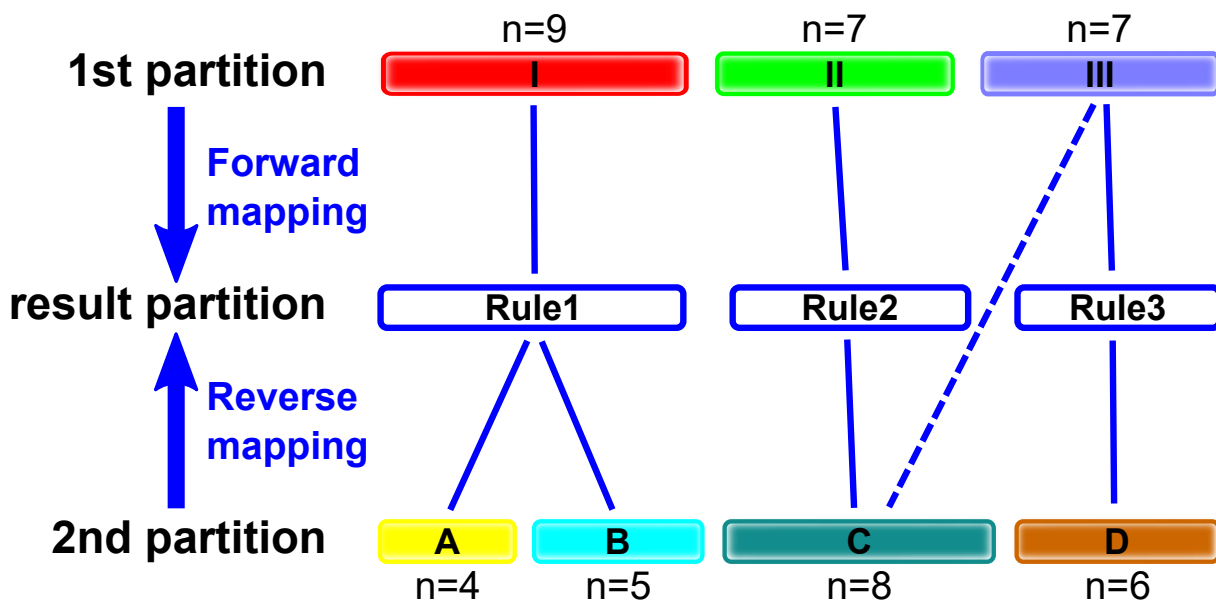 n=9 n=7 n=7
1st partition I II III
Forward
mapping
result partition Rule1 Rule2 Rule3
Reverse
mapping
2nd partition A B C D
n=4 n=5 n=8 n=6